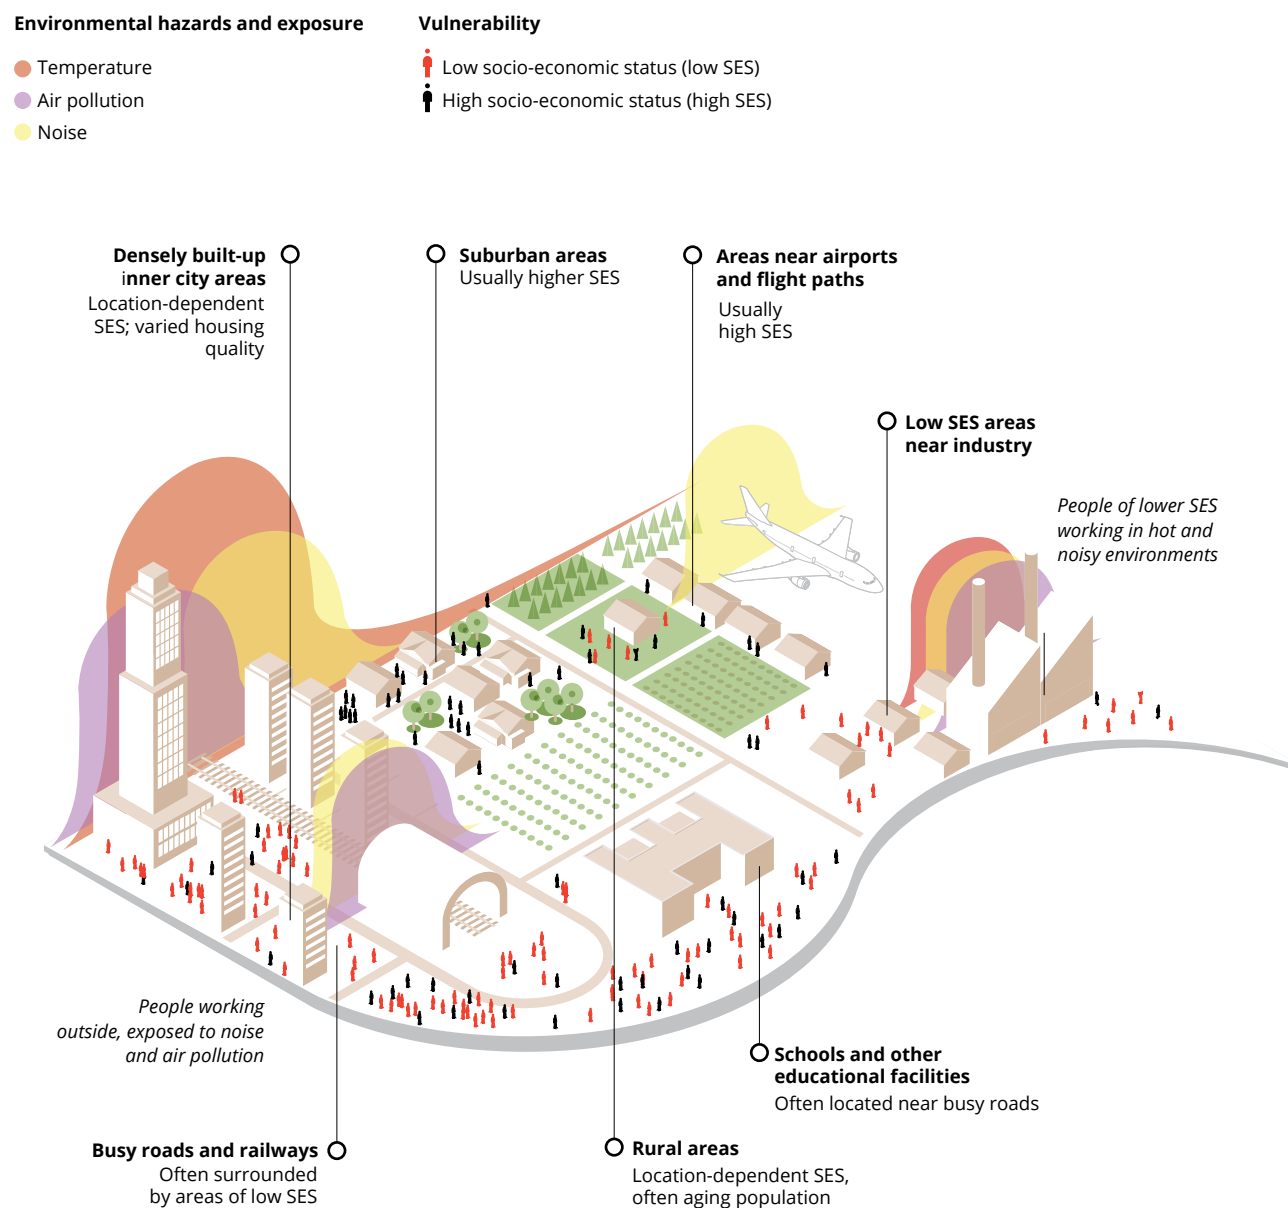 Environmental hazards and exposure
Temperature
Air pollution
Noise
Vulnerability
Low socio-economic status (low SES)
High socio-economic status (high SES)
Densely built-up
inner city areas
Location-dependent
SES; varied housing
quality
Suburban areas
Usually higher SES
Areas near airports
and flight paths
Usually
high SES
Low SES areas
near industry
People of lower SES
working in hot and
noisy environments
People working
outside, exposed to noise
and air pollution
Schools and other
educational facilities
Often located near busy roads
Busy roads and railways
Often surrounded
by areas of low SES
Rural areas
Location-dependent SES,
often aging population